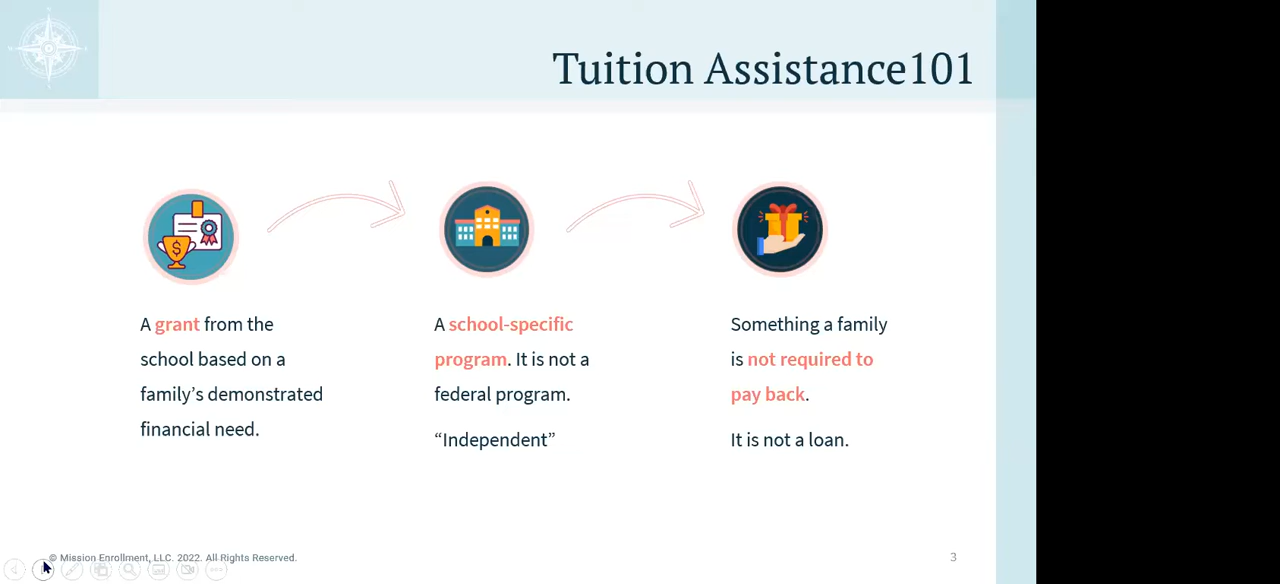 Tuition Assistance101
A grant from the
school based on a
family’s demonstrated
financial need.
A school-specific
program. It is not a
federal program.
“Independent”
Something a family
is not required to
pay back.
It is not a loan.
© Mission Enrollment, LLC. 2022. All Rights Reserved.
3